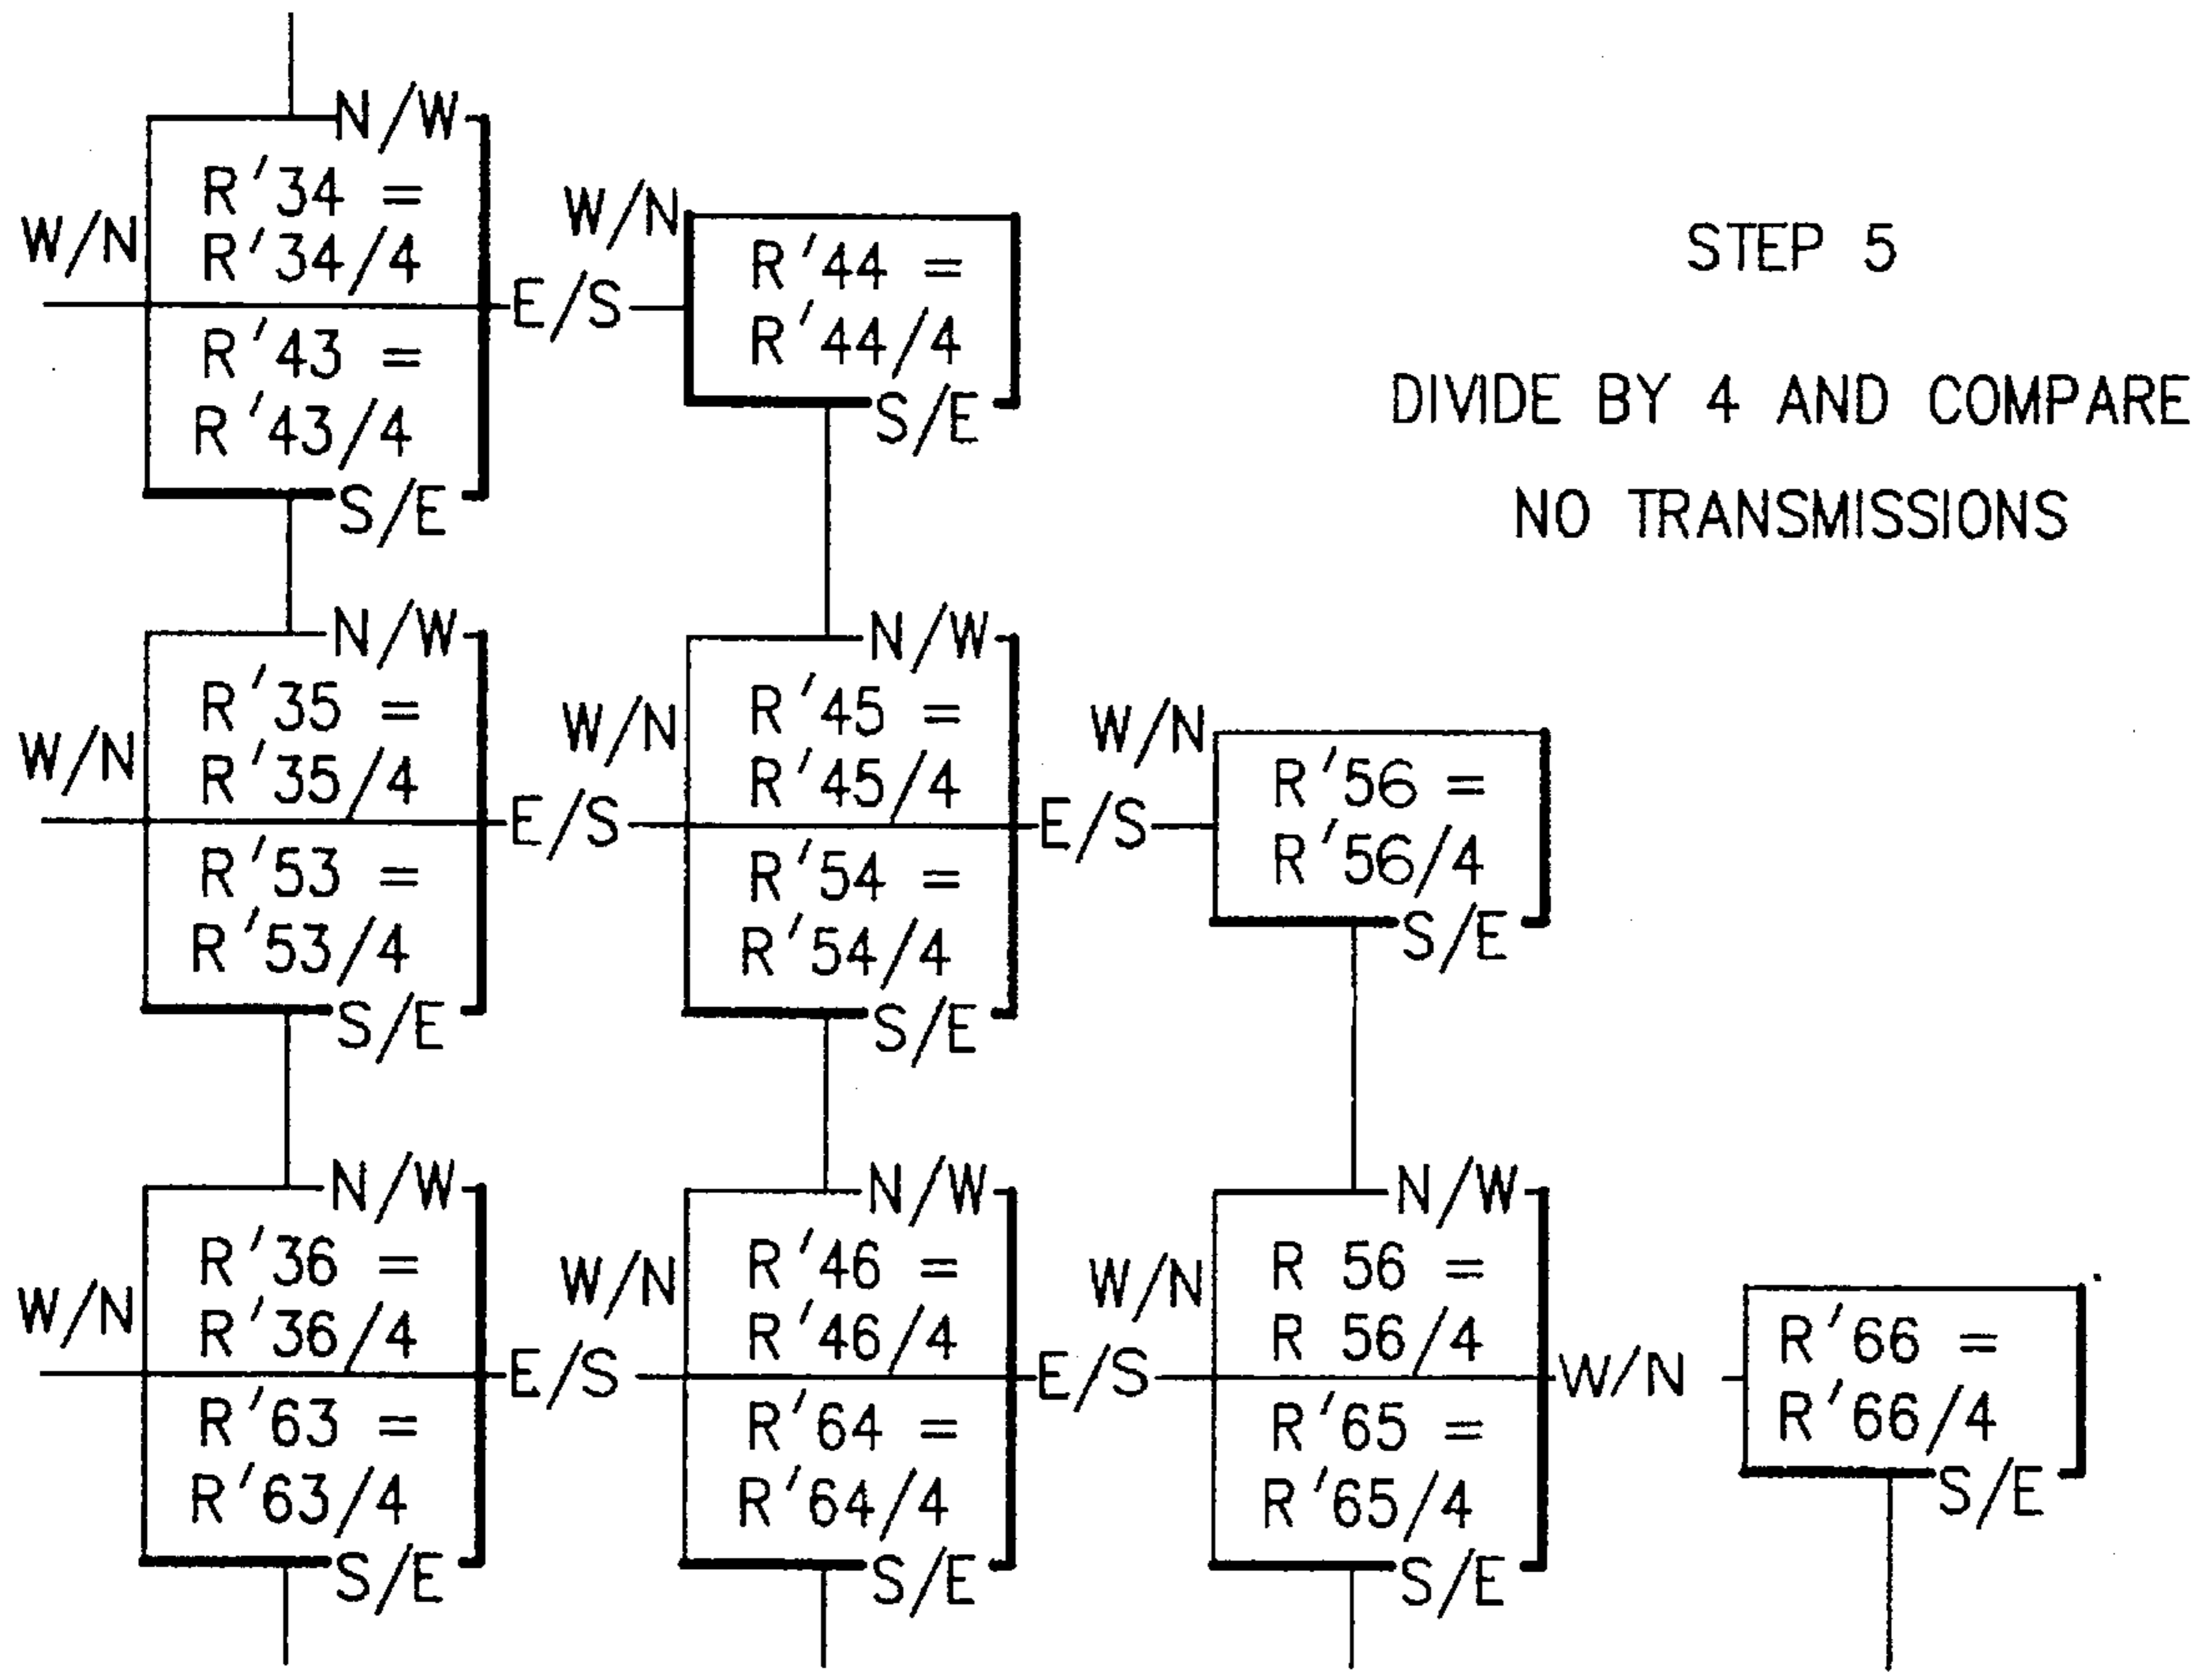 N/W
R'34 =
R'34/4
W/N
R'43 =
R'43/4
S/E
E/S
W/N
R'44 =
R'44/4
S/E
STEP 5
DIVIDE BY 4 AND COMPARE
NO TRANSMISSIONS
N/W
R'35 =
R'35/4
W/N
R'53 =
R'53/4
S/E
E/S
N/W
W/N
R'45 =
R'45/4
R'54 =
R'54/4
S/E
E/S
W/N
R'56 =
R'56/4
S/E
N/W
R'36 =
R'36/4
W/N
R'63 =
R'63/4
S/E
E/S
N/W
W/N
R'46 =
R'46/4
R'64 =
R'64/4
S/E
E/S
N/W
W/N
R 56 =
R 56/4
R'65 =
R'65/4
S/E
W/N
R'66 =
R'66/4
S/E